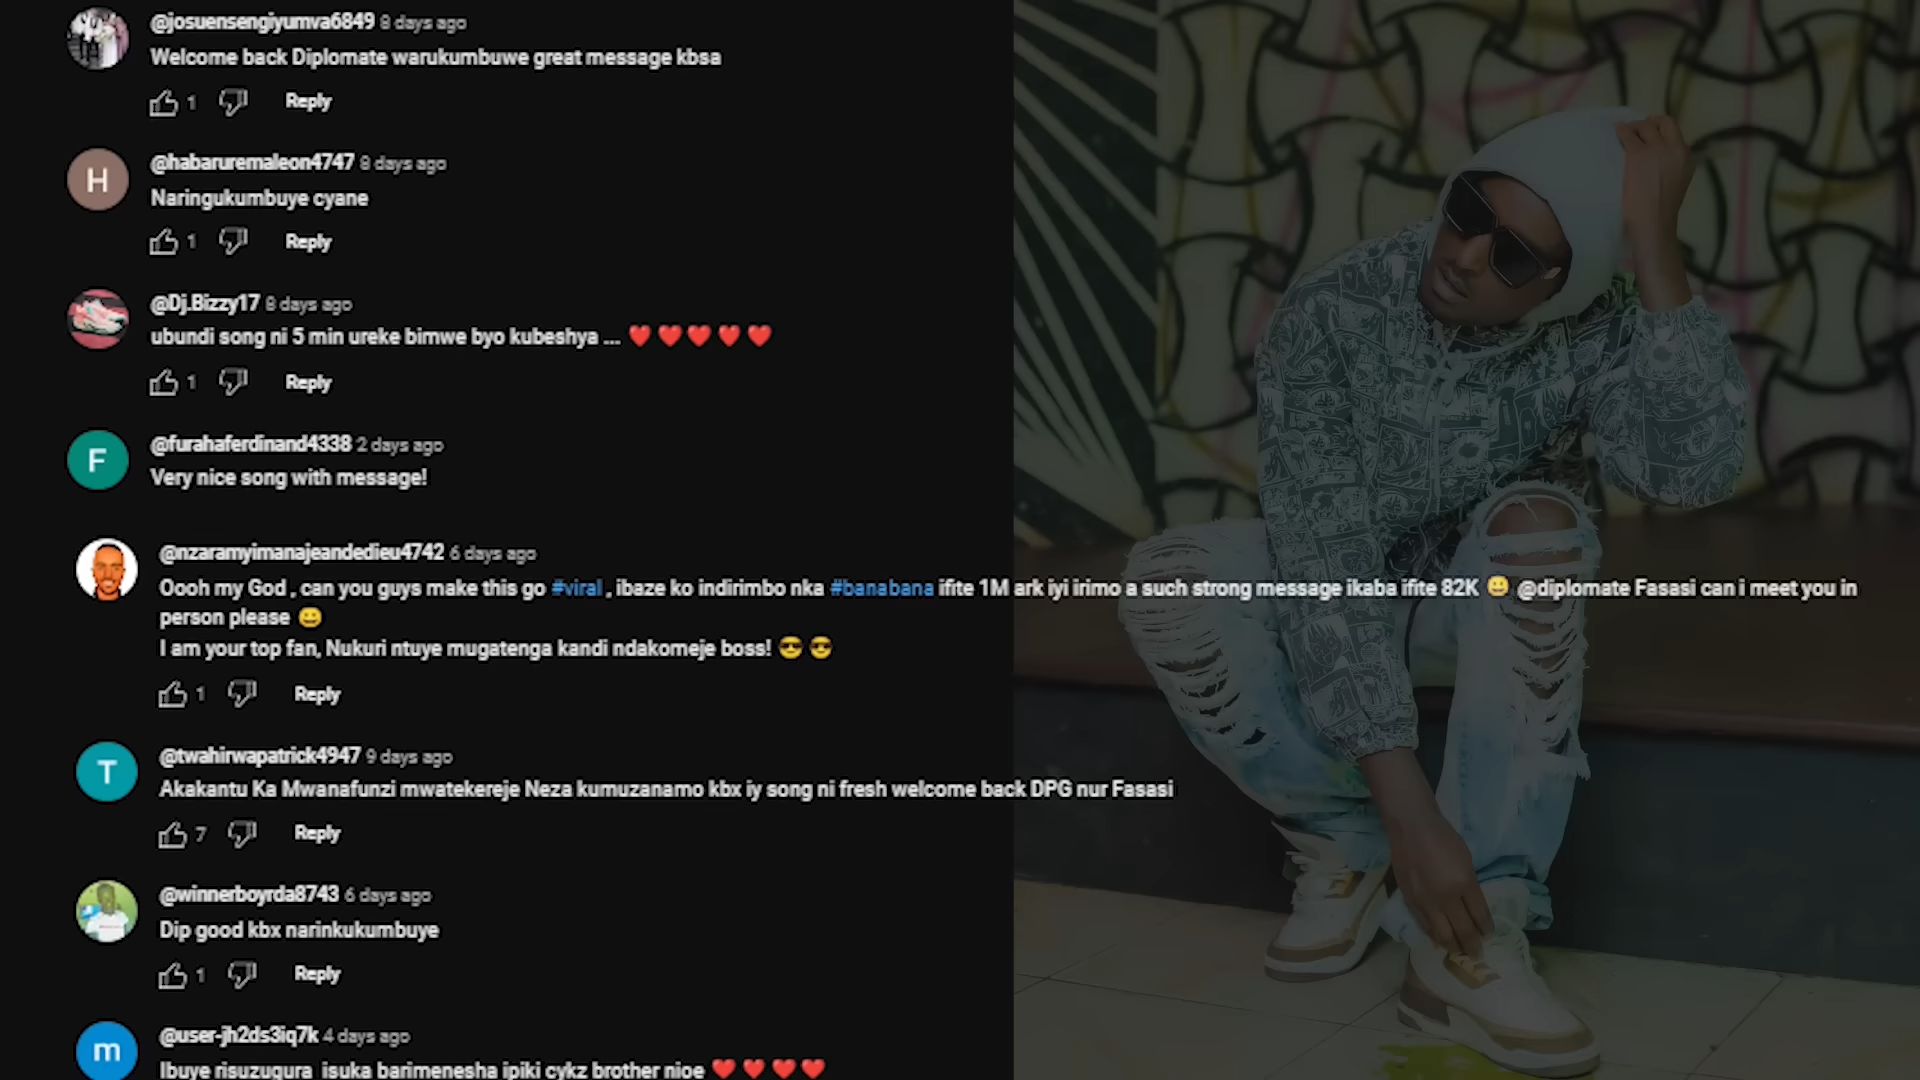 @josuensengiyumva6849 8 days ago
Welcome back Diplomate warukumbuwe great message kbsa
1 Reply
H
@habaruremaleon4747 8 days ago
Naringukumbuye cyane
1 Reply
@Dj.Bizzy17 8 days ago
ubundi song ni 5 min ureke bimwe byo kubeshya ... ❤️ ❤️ ❤️ ❤️ ❤️
1 Reply
F
@furahaferdinand4338 2 days ago
Very nice song with message!
@nzaramyimanajeandedieu4742 6 days ago
Oooh my God , can you guys make this go #viral , ibaze ko indirimbo nka #banabana ifite 1M ark iyi irimo a such strong message ikaba ifite 82K 😀 @diplomate Fasasi can i meet you in
person please 😀
I am your top fan, Nukuri ntuye mugatenga kandi ndakomeje boss! 😎 😎
1 Reply
T
@twahirwapatrick4947 9 days ago
Akakantu Ka Mwanafunzi mwatekereje Neza kumuzanamo kbx iy song ni fresh welcome back DPG nur Fasasi
7 Reply
@winnerboyrda8743 6 days ago
Dip good kbx narinkukumbuye
1 Reply
m
@user-jh2ds3iq7k 4 days ago
Ibuye risuzugura isuka barimenesha ipiki cykz brother nioe ❤️ ❤️ ❤️ ❤️